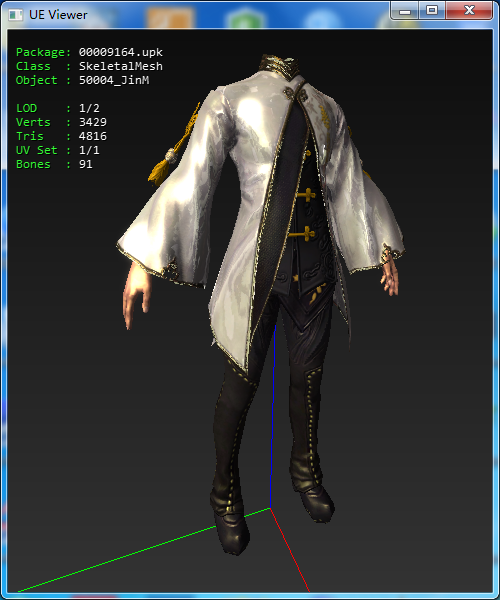 UE Viewer
Package: 00009164.upk
Class  : SkeletalMesh
Object : 50004_JinM
LOD    : 1/2
Verts  : 3429
Tris   : 4816
UV Set : 1/1
Bones  : 91